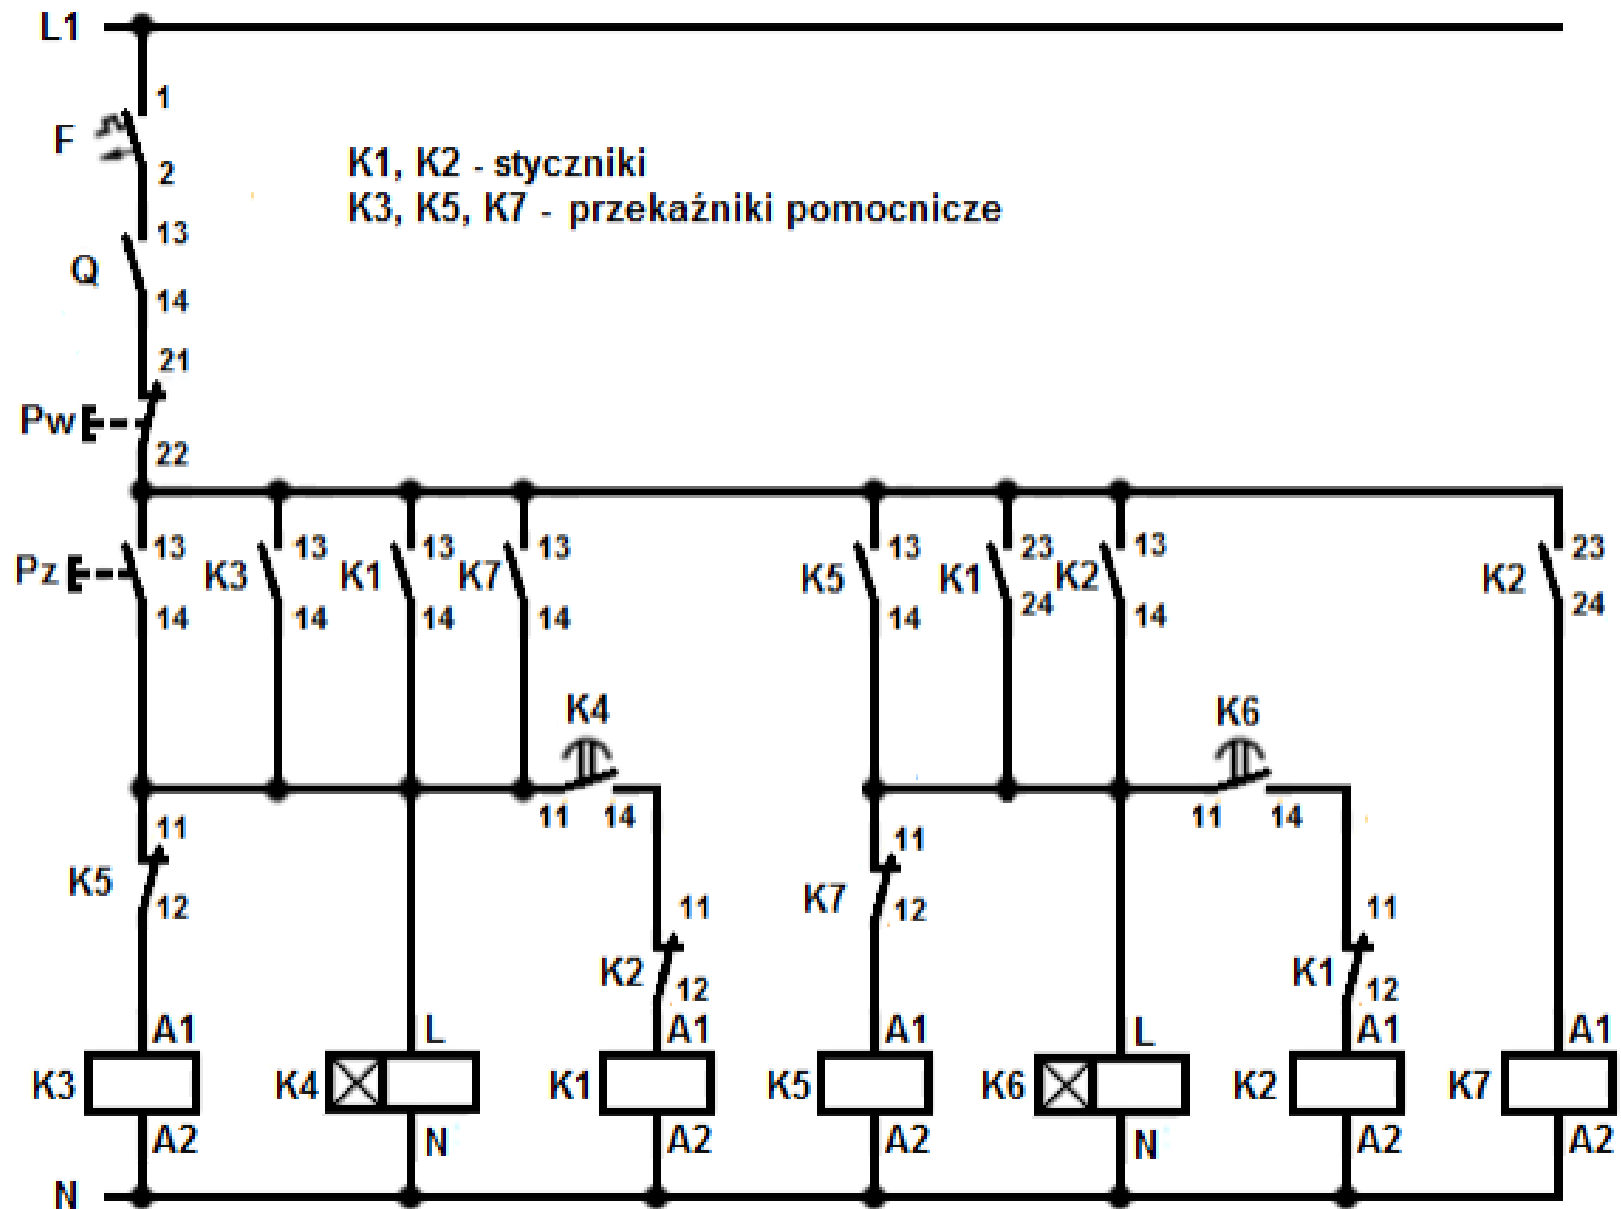 L1
1
F
2
K1, K2 - styczniki
K3, K5, K7 - przekaźniki pomocnicze
13
Q
14
21
Pw
22
13 13 13 13 13 23 13 23
Pz K3 K1 K7 K5 K1 K2 K2
14 14 14 14 14 24 14 24
K4 K6
11 14 11 14
11 11
K5 K7
12 12
11 11
K2 K1
12 12
A1 L A1 A1 L A1 A1
K3 K4 K1 K5 K6 K2 K7
A2 N A2 A2 N A2 A2
N